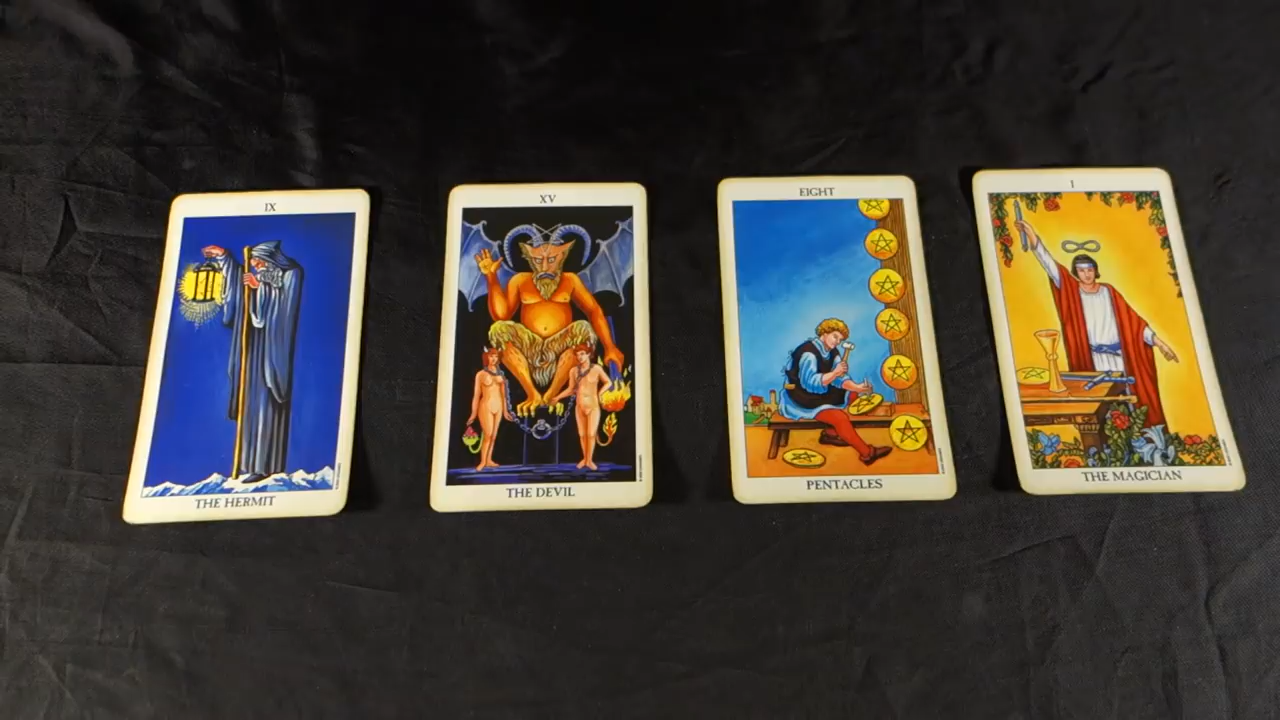 IX
THE HERMIT
XV
THE DEVIL
EIGHT
PENTACLES
I
THE MAGICIAN